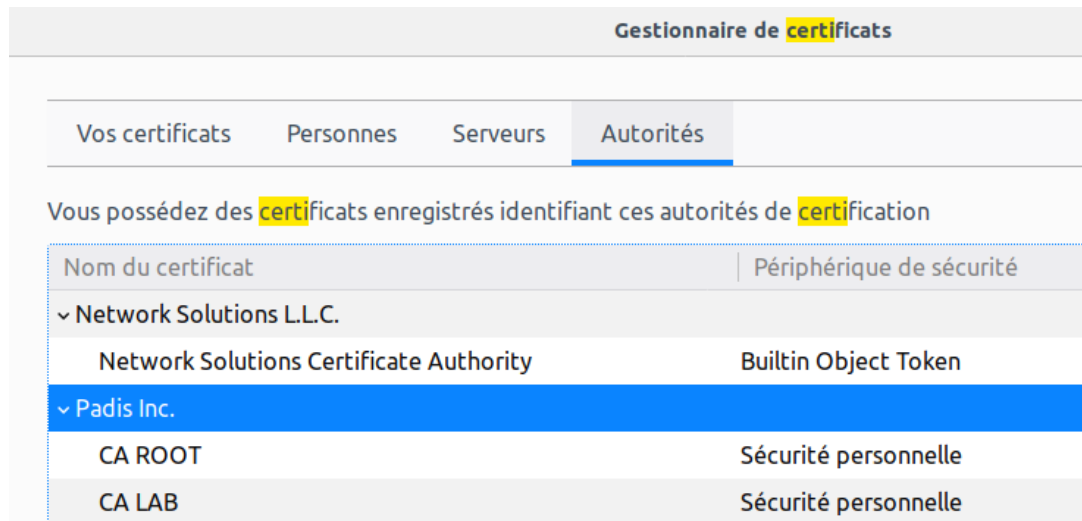 Gestionnaire de certificats
Vos certificats Personnes Serveurs Autorités
Vous possédez des certificats enregistrés identifiant ces autorités de certification
Nom du certificat Périphérique de sécurité
Network Solutions L.L.C.
Network Solutions Certificate Authority Builtin Object Token
Padis Inc.
CA ROOT Sécurité personnelle
CA LAB Sécurité personnelle